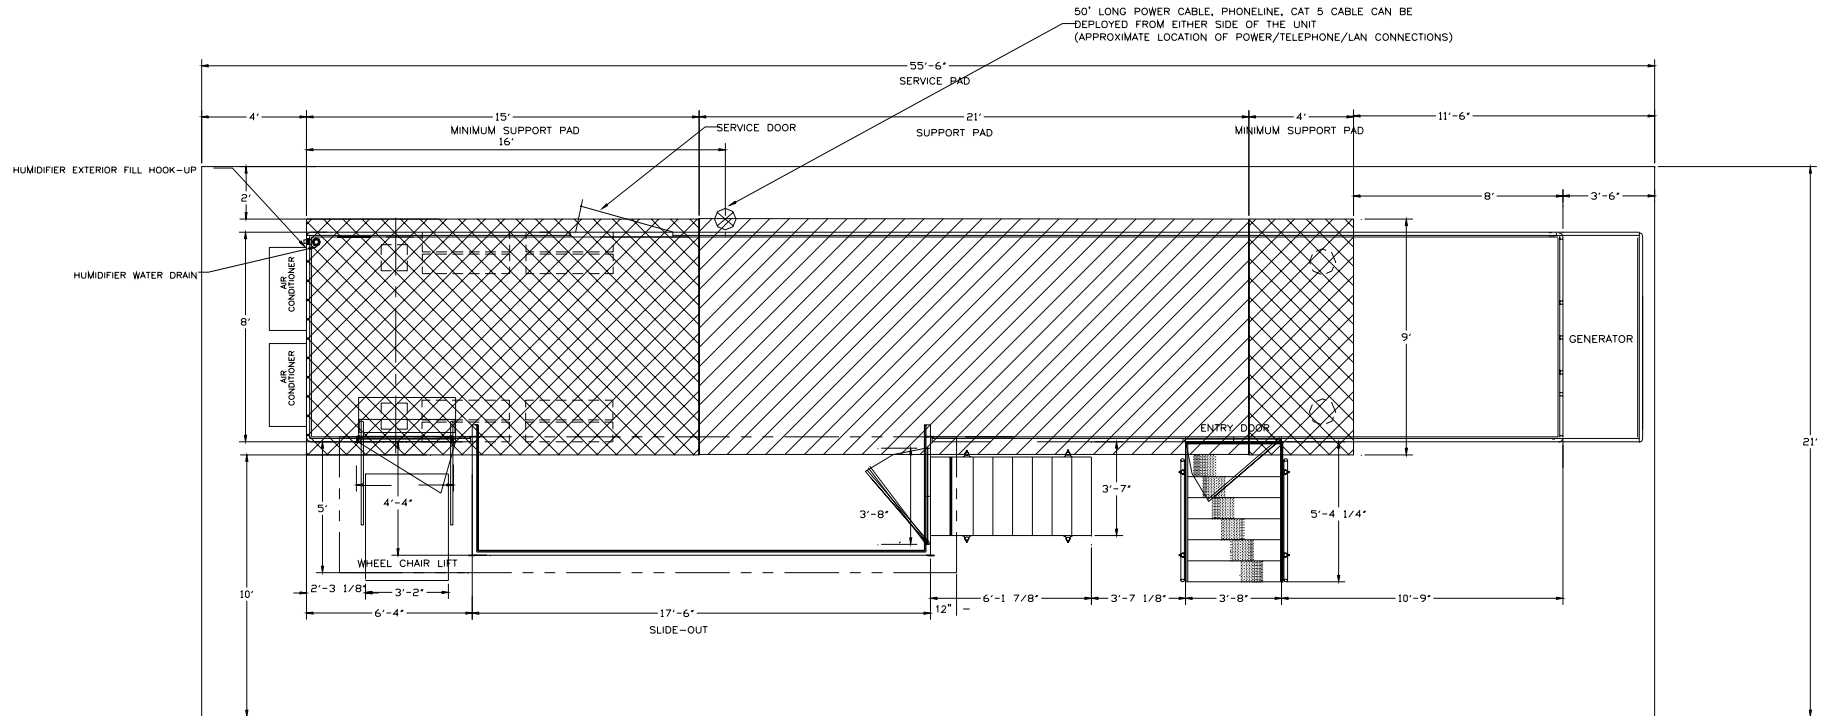 50' LONG POWER CABLE, PHONELINE, CAT 5 CABLE CAN BE
DEPLOYED FROM EITHER SIDE OF THE UNIT
(APPROXIMATE LOCATION OF POWER/TELEPHONE/LAN CONNECTIONS)
55'-6"
SERVICE PAD
4'
15'
21'
4'
11'-6"
MINIMUM SUPPORT PAD
SERVICE DOOR
SUPPORT PAD
MINIMUM SUPPORT PAD
16'
HUMIDIFIER EXTERIOR FILL HOOK-UP
2'
8'
3'-6"
HUMIDIFIER WATER DRAIN
AIR
CONDITIONER
8'
9'
GENERATOR
AIR
CONDITIONER
ENTRY DOOR
21'
4'-4"
5'
3'-8"
3'-7"
5'-4 1/4"
WHEEL CHAIR LIFT
2'-3 1/8"
3'-2"
10'
6'-1 7/8"
3'-7 1/8"
3'-8"
10'-9"
6'-4"
17'-6"
12"
SLIDE-OUT